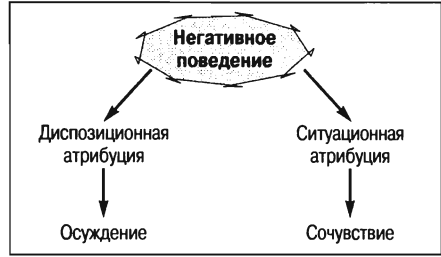 Негативное
поведение
Диспозиционная
атрибуция
Ситуационная
атрибуция
Осуждение
Сочувствие